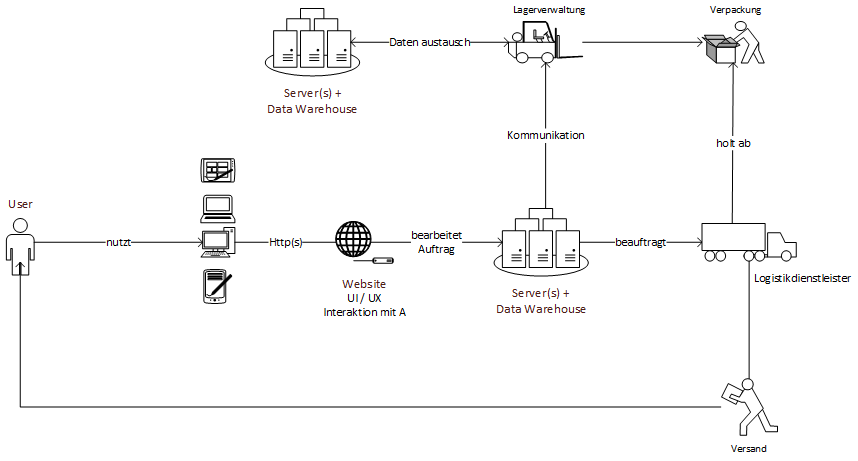 Lagerverwaltung
Verpackung
Daten austausch
Server(s) +
Data Warehouse
Kommunikation
holt ab
User
nutzt
Http(s)
bearbeitet
Auftrag
beauftragt
Logistikdienstleister
Website
UI / UX
Interaktion mit A
Server(s) +
Data Warehouse
Versand